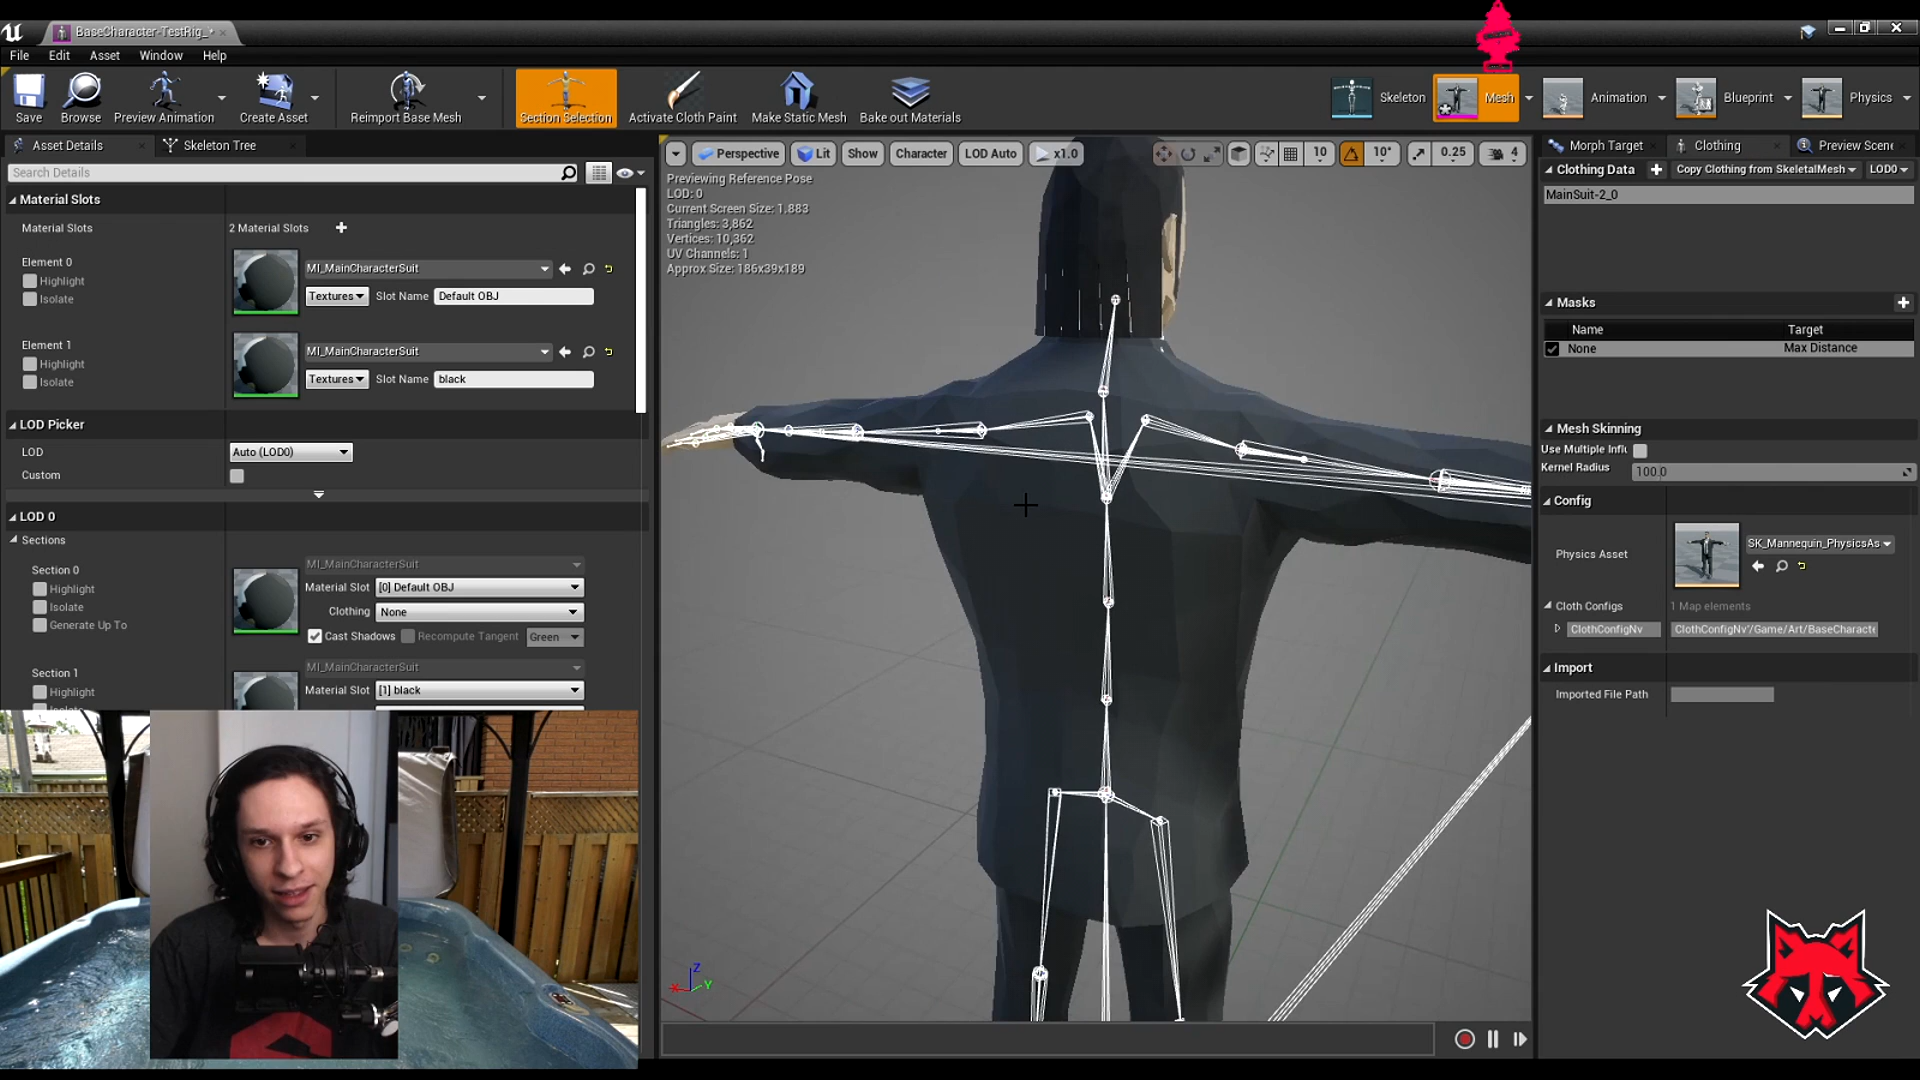 BaseCharacter-TestRig_*
File Edit Asset Window Help
Save Browse Preview Animation Create Asset Reimport Base Mesh Section Selection Activate Cloth Paint Make Static Mesh Bake out Materials
Skeleton Mesh Animation Blueprint Physics
Asset Details Skeleton Tree
Search Details
Material Slots
Material Slots 2 Material Slots
Element 0
Highlight
Isolate
MI_MainCharacterSuit
Textures Slot Name Default OBJ
Element 1
Highlight
Isolate
MI_MainCharacterSuit
Textures Slot Name black
LOD Picker
LOD Auto (LOD0)
Custom
LOD 0
Sections
Section 0
Highlight
Isolate
Generate Up To
MI_MainCharacterSuit
Material Slot [0] Default OBJ
Clothing None
Cast Shadows Recompute Tangent Green
Section 1
Highlight
Isolate
MI_MainCharacterSuit
Material Slot [1] black
Perspective Lit Show Character LOD Auto x1.0 10 10° 0.25 4
Previewing Reference Pose
LOD: 0
Current Screen Size: 1.883
Triangles: 3,862
Vertices: 10,362
UV Channels: 1
Approx Size: 186x39x189
Z
X Y
Morph Target Clothing Preview Scene
Clothing Data Copy Clothing from SkeletalMesh LOD0
MainSuit-2_0
Masks
Name Target
None Max Distance
Mesh Skinning
Use Multiple Influ
Kernel Radius 100.0
Config
Physics Asset SK_Mannequin_PhysicsAs
Cloth Configs 1 Map elements
ClothConfigNv ClothConfigNv'/Game/Art/BaseCharacte
Import
Imported File Path